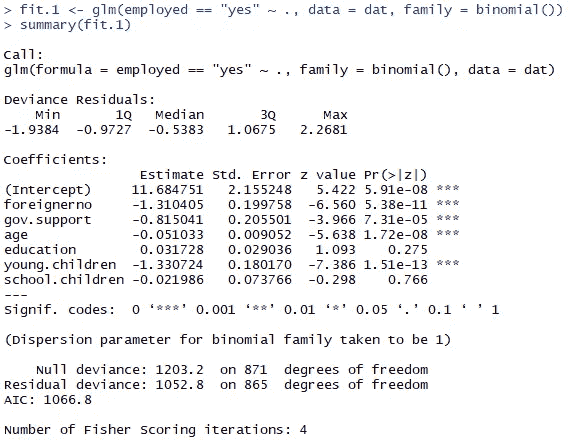 > fit.1 <- glm(employed == "yes" ~ ., data = dat, family = binomial())
> summary(fit.1)
Call:
glm(formula = employed == "yes" ~ ., family = binomial(), data = dat)
Deviance Residuals:
Min 1Q Median 3Q Max
-1.9384 -0.9727 -0.5383 1.0675 2.2681
Coefficients:
Estimate Std. Error z value Pr(>|z|)
(Intercept) 11.684751 2.155248 5.422 5.91e-08 ***
foreignerno -1.310405 0.199758 -6.560 5.38e-11 ***
gov.support -0.815041 0.205501 -3.966 7.31e-05 ***
age -0.051033 0.009052 -5.638 1.72e-08 ***
education 0.031728 0.029036 1.093 0.275
young.children -1.330724 0.180170 -7.386 1.51e-13 ***
school.children -0.021986 0.073766 -0.298 0.766
---
Signif. codes: 0 ‘***’ 0.001 ‘**’ 0.01 ‘*’ 0.05 ‘.’ 0.1 ‘ ’ 1
(Dispersion parameter for binomial family taken to be 1)
Null deviance: 1203.2 on 871 degrees of freedom
Residual deviance: 1052.8 on 865 degrees of freedom
AIC: 1066.8
Number of Fisher Scoring iterations: 4